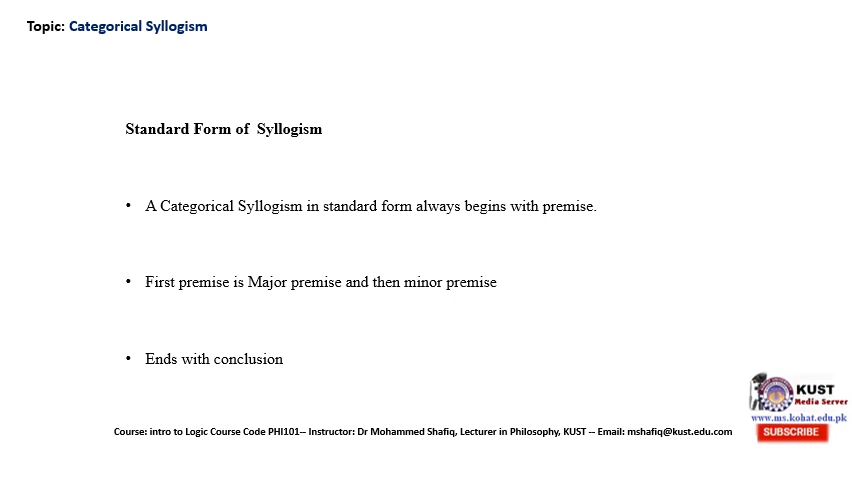 Topic: Categorical Syllogism
Standard Form of Syllogism
• A Categorical Syllogism in standard form always begins with premise.
• First premise is Major premise and then minor premise
• Ends with conclusion
KUST
Media Server
www.ms.kohat.edu.pk
SUBSCRIBE
Course: intro to Logic Course Code PHI101-- Instructor: Dr Mohammed Shafiq, Lecturer in Philosophy, KUST -- Email: mshafiq@kust.edu.com